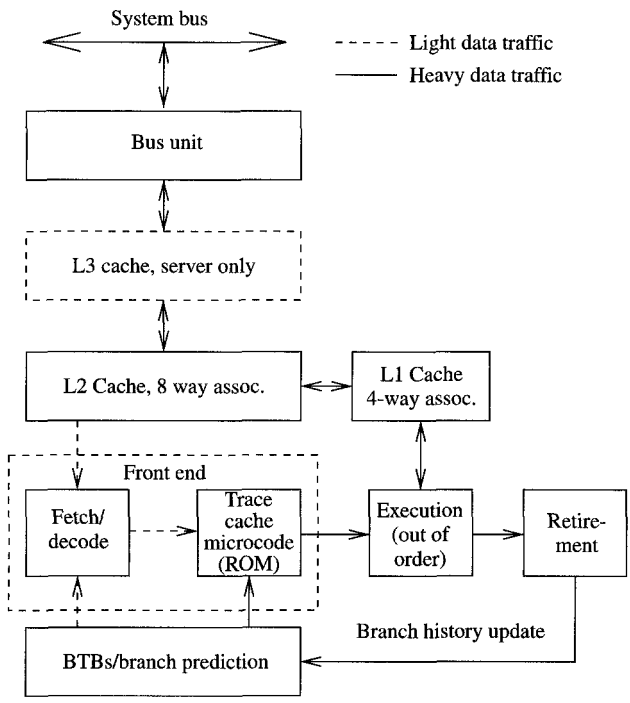 System bus
Light data traffic
Heavy data traffic
Bus unit
L3 cache, server only
L2 Cache, 8 way assoc.
L1 Cache
4-way assoc.
Front end
Fetch/
decode
Trace
cache
microcode
(ROM)
Execution
(out of
order)
Retire-
ment
Branch history update
BTBs/branch prediction